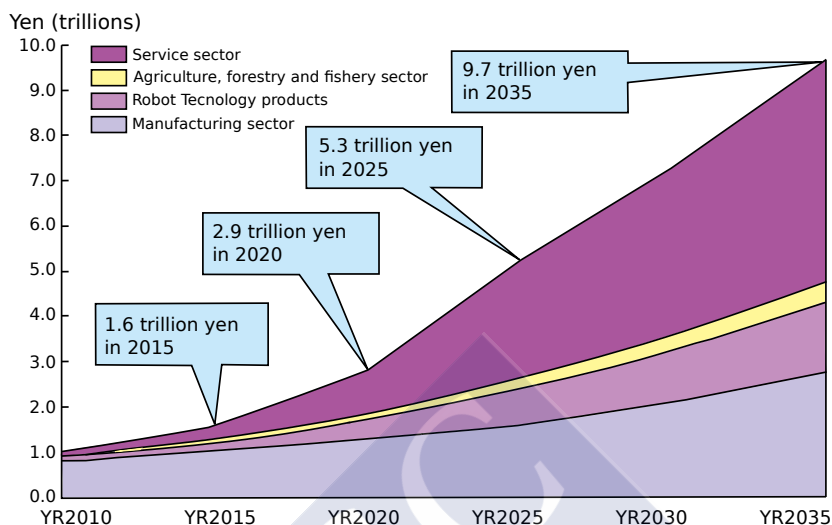 Yen (trillions)
10.0
9.0
8.0
7.0
6.0
5.0
4.0
3.0
2.0
1.0
0.0
Service sector
Agriculture, forestry and fishery sector
Robot Tecnology products
Manufacturing sector
9.7 trillion yen
in 2035
5.3 trillion yen
in 2025
2.9 trillion yen
in 2020
1.6 trillion yen
in 2015
YR2010 YR2015 YR2020 YR2025 YR2030 YR2035
C